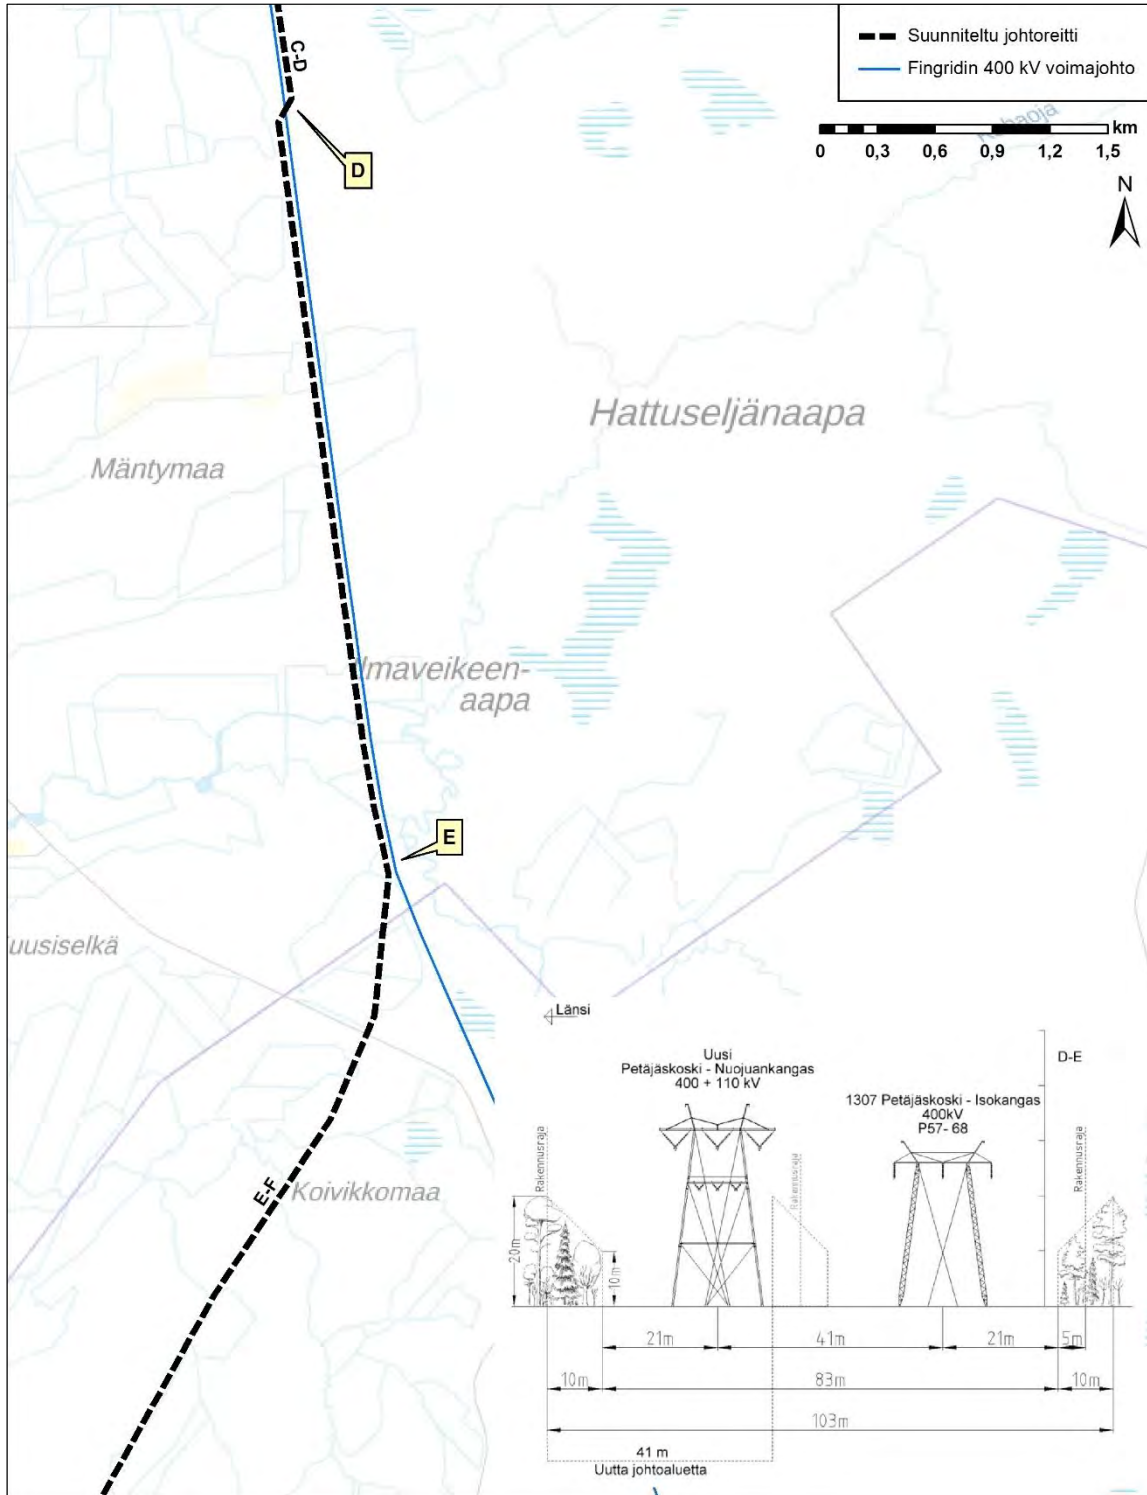 Suunniteltu johtoreitti
Fingridin 400 kV voimajohto
km
0 0,3 0,6 0,9 1,2 1,5
N
C-D
D
Hattuseljänaapa
Mäntymaa
lmaveikeen-
aapa
E
uusiselkä
E-F
Koivikkomaa
Länsi
D-E
Uusi
Petäjäskoski - Nuojuankangas
400 + 110 kV
1307 Petäjäskoski - Isokangas
400kV
P57- 68
Rakennusraja
Rakennusraja
Rakennusraja
20m
10m
21m 41m 21m 5m
10m 83m 10m
103m
41 m
Uutta johtoaluetta